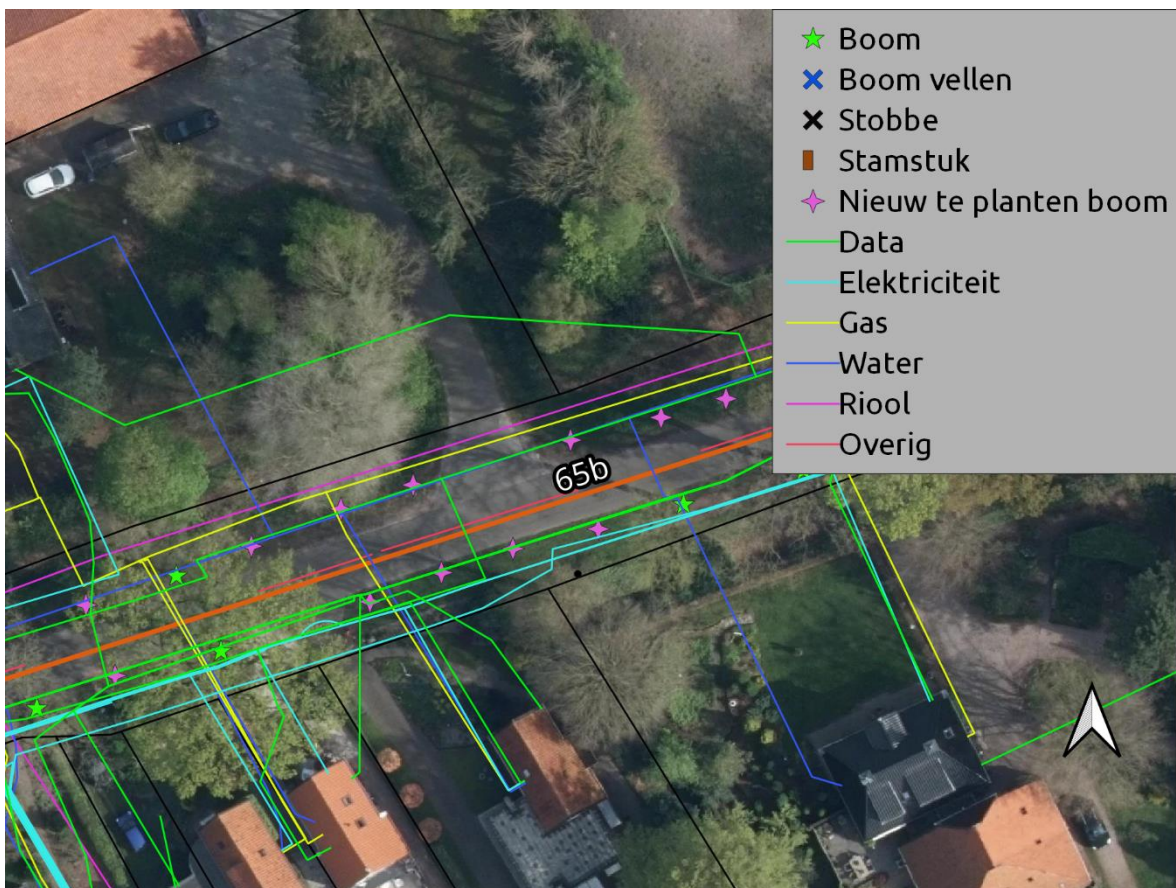 Boom
Boom vellen
Stobbe
Stamstuk
Nieuw te planten boom
Data
Elektriciteit
Gas
Water
Riool
Overig
65b